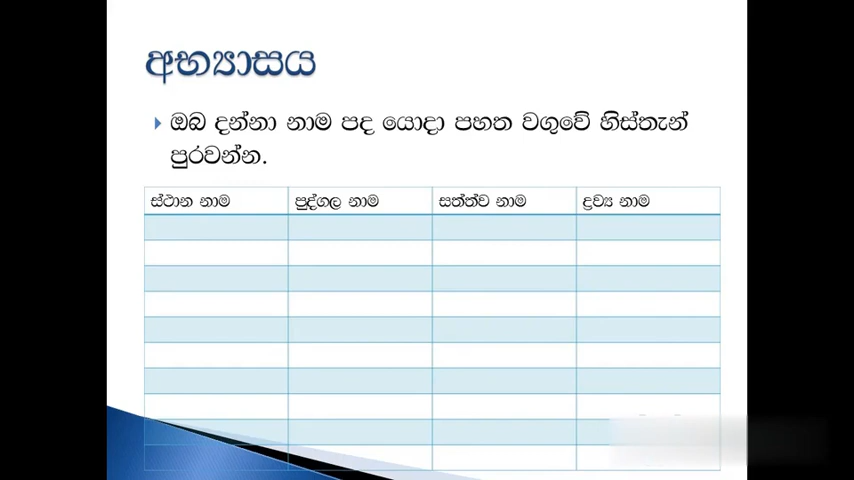 අභ්‍යාසය
ඔබ දන්නා නාම පද යොදා පහත වගුවේ හිස්තැන්
පුරවන්න.
ස්ථාන නාම
පුද්ගල නාම
සත්ත්ව නාම
ද්‍රව්‍ය නාම